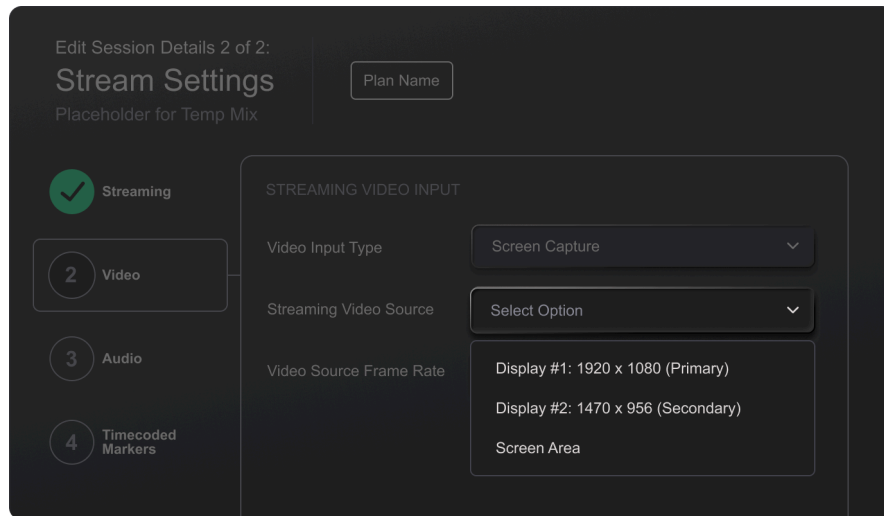 Edit Session Details 2 of 2:
Stream Settings
Placeholder for Temp Mix
Plan Name
Streaming
2 Video
3 Audio
4 Timecoded
Markers
STREAMING VIDEO INPUT
Video Input Type
Screen Capture
Streaming Video Source
Select Option
Display #1: 1920 x 1080 (Primary)
Display #2: 1470 x 956 (Secondary)
Screen Area
Video Source Frame Rate